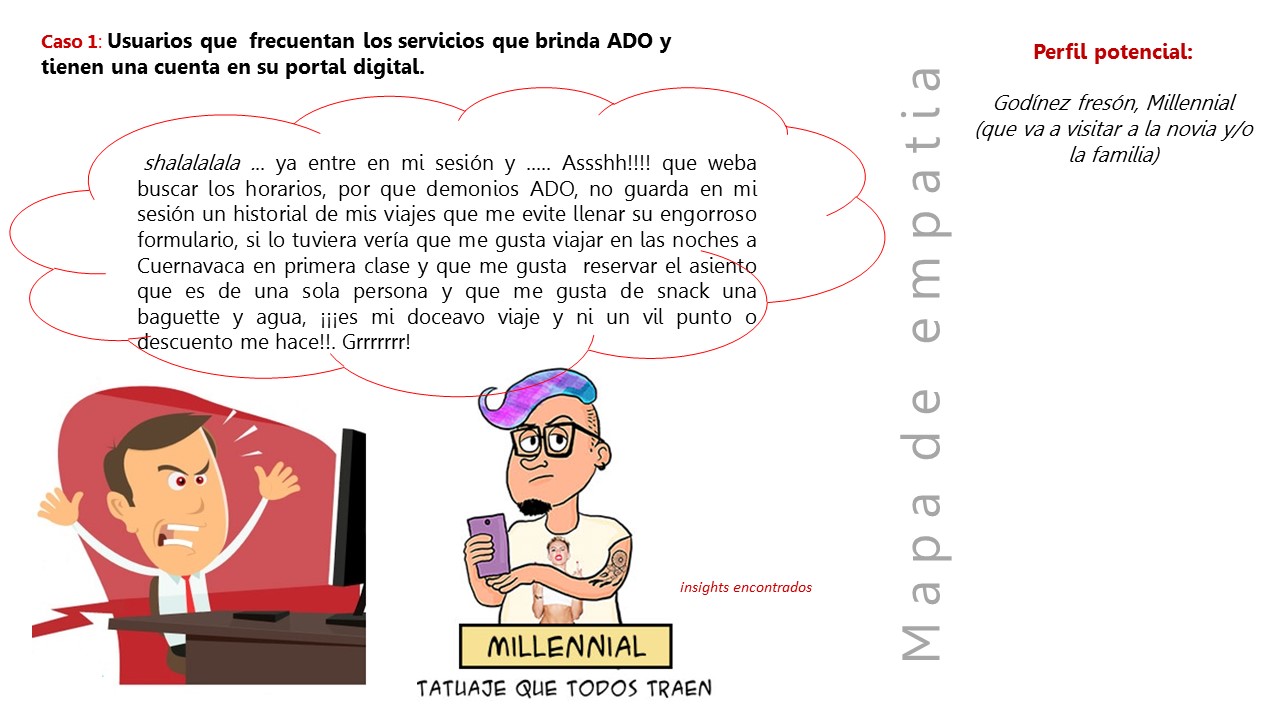 Caso 1: Usuarios que frecuentan los servicios que brinda ADO y
tienen una cuenta en su portal digital.
shalalalala ... ya entre en mi sesión y ..... Assshh!!!! que weba
buscar los horarios, por que demonios ADO, no guarda en mi
sesión un historial de mis viajes que me evite llenar su engorroso
formulario, si lo tuviera vería que me gusta viajar en las noches a
Cuernavaca en primera clase y que me gusta reservar el asiento
que es de una sola persona y que me gusta de snack una
baguette y agua, ¡¡¡es mi doceavo viaje y ni un vil punto o
descuento me hace!!. Grrrrrrr!
insights encontrados
MILLENNIAL
TATUAJE QUE TODOS TRAEN
Mapa de empatia
Perfil potencial:
Godínez fresón, Millennial
(que va a visitar a la novia y/o
la familia)